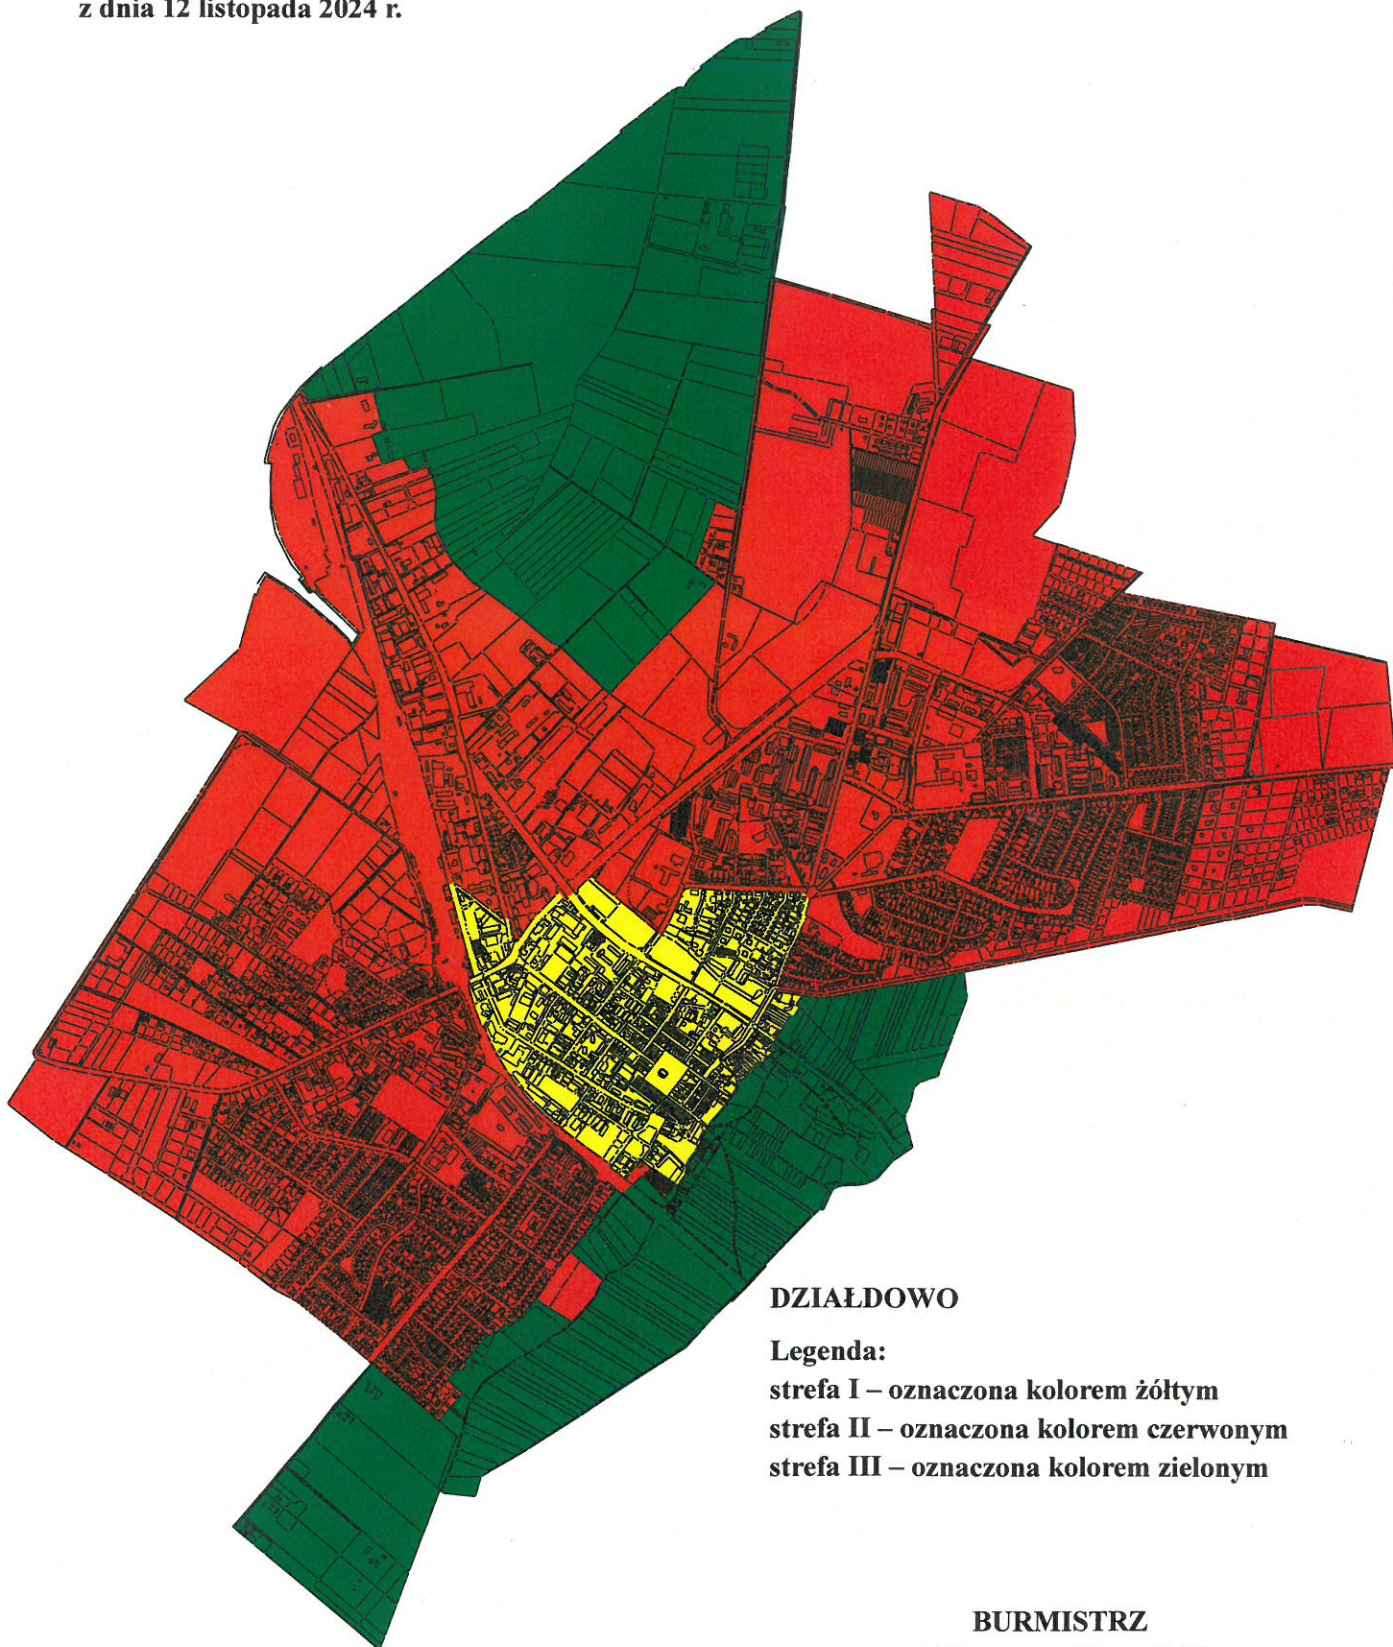 z dnia 12 listopada 2024 r.
DZIAŁDOWO
Legenda:
strefa I – oznaczona kolorem żółtym
strefa II – oznaczona kolorem czerwonym
strefa III – oznaczona kolorem zielonym
BURMISTRZ